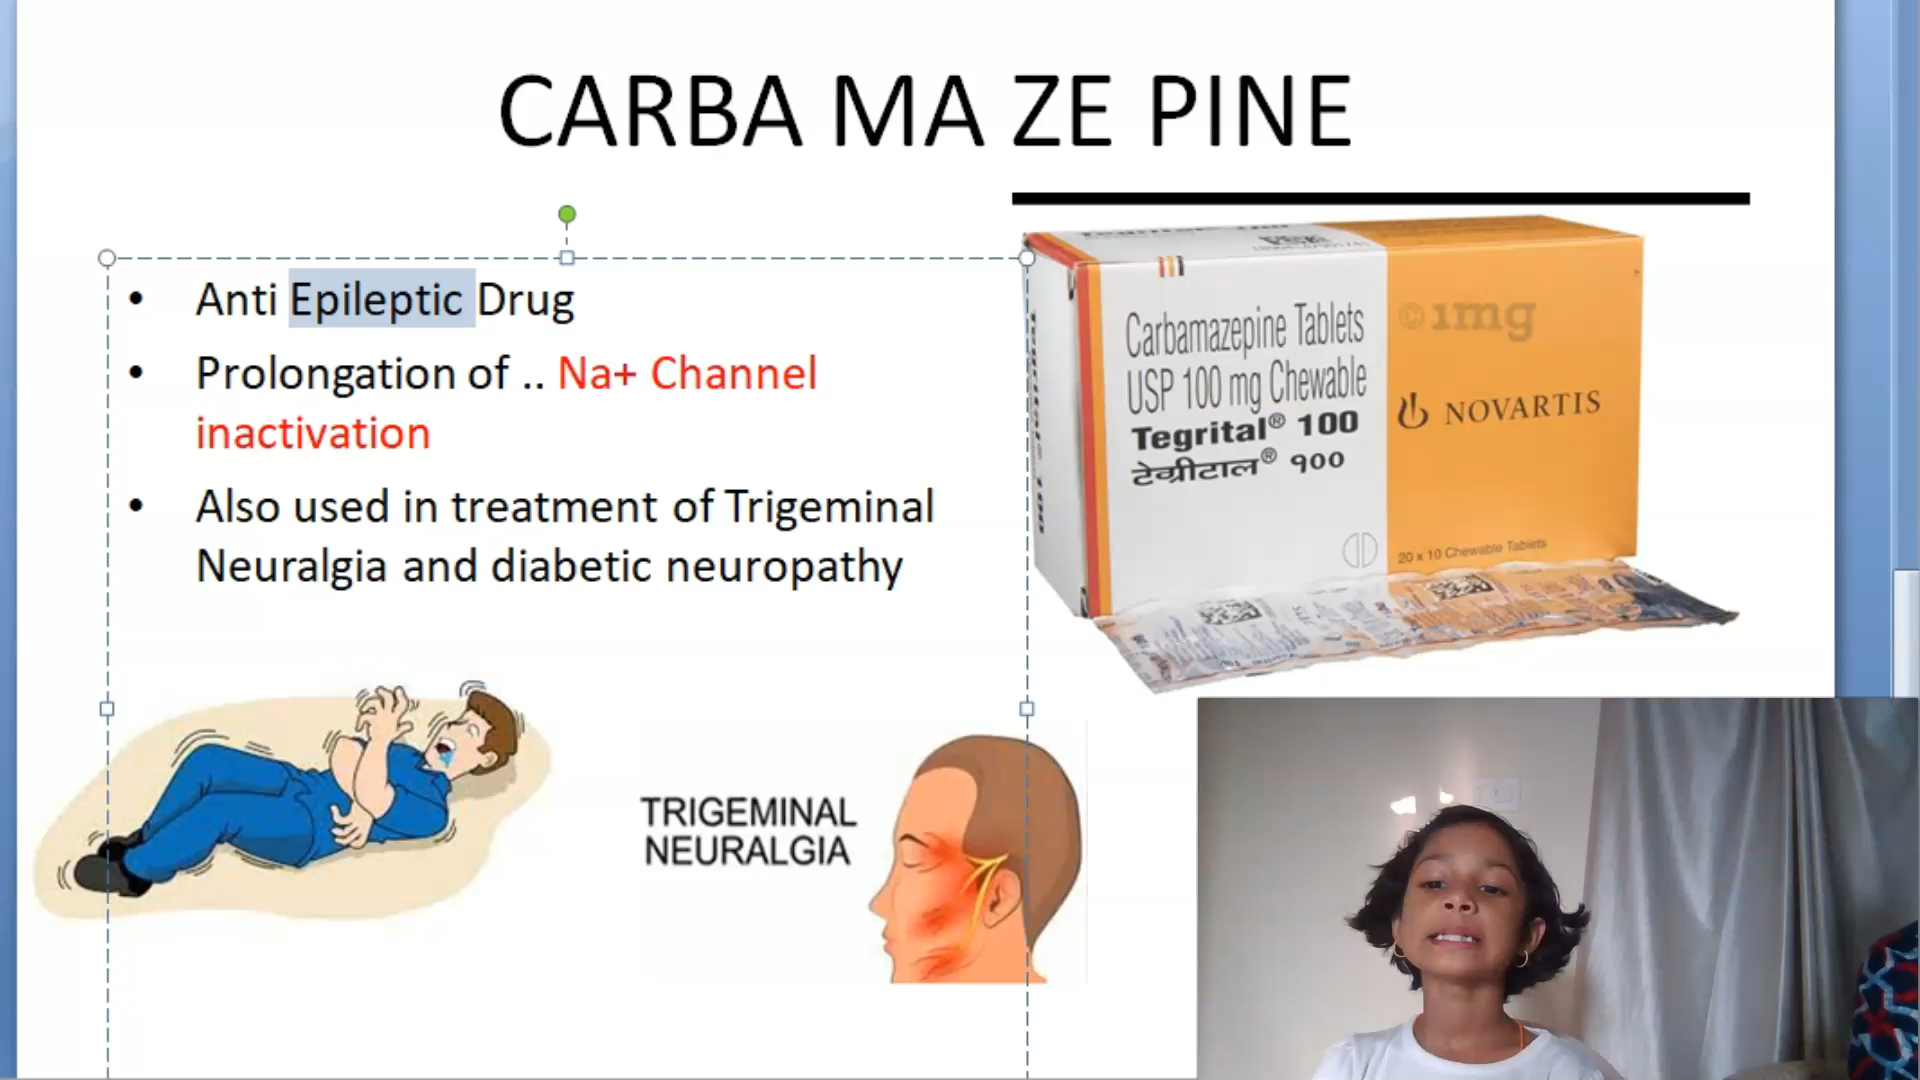 CARBA MA ZE PINE
Anti Epileptic Drug
Prolongation of .. Na+ Channel
inactivation
Also used in treatment of Trigeminal
Neuralgia and diabetic neuropathy
©1mg
Carbamazepine Tablets
USP 100 mg Chewable
Tegrital® 100
टेग्रीटाल® १००
NOVARTIS
20 x 10 Chewable Tablets
TRIGEMINAL
NEURALGIA